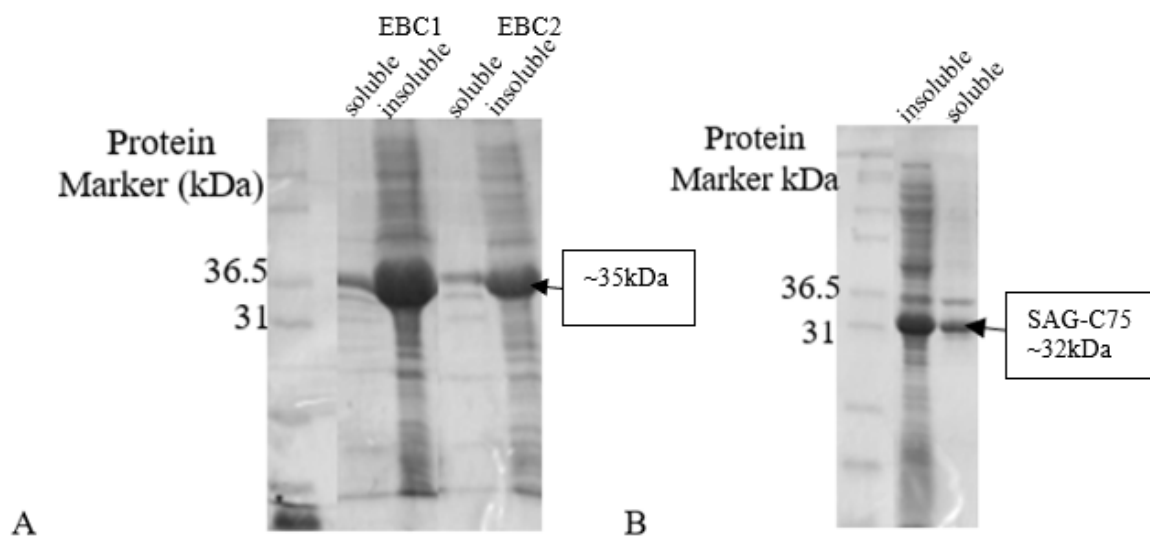 EBC1
EBC2
soluble
insoluble
soluble
insoluble
Protein
Marker (kDa)
36.5
31
~35kDa
A
insoluble
soluble
Protein
Marker kDa
36.5
31
SAG-C75
~32kDa
B